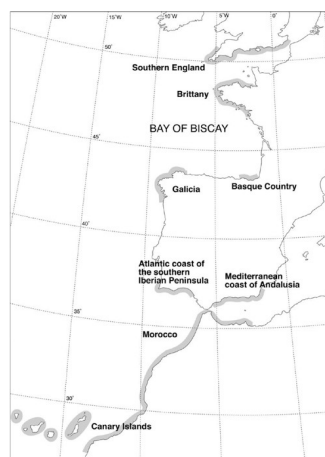 20°W
15°W
10°W
5°W
0°
5°
50°
Southern England
Brittany
BAY OF BISCAY
45°
Galicia
Basque Country
40°
Atlantic coast of
the southern
Iberian Peninsula
Mediterranean
coast of Andalusia
35°
Morocco
30°
Canary Islands